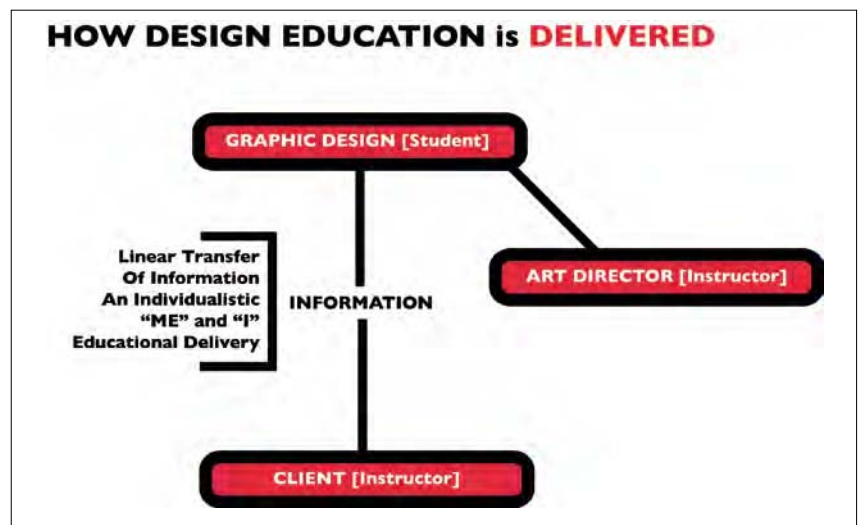 HOW DESIGN EDUCATION is DELIVERED
GRAPHIC DESIGN [Student]
Linear Transfer
Of Information
An Individualistic
“ME” and “I”
Educational Delivery
INFORMATION
ART DIRECTOR [Instructor]
CLIENT [Instructor]